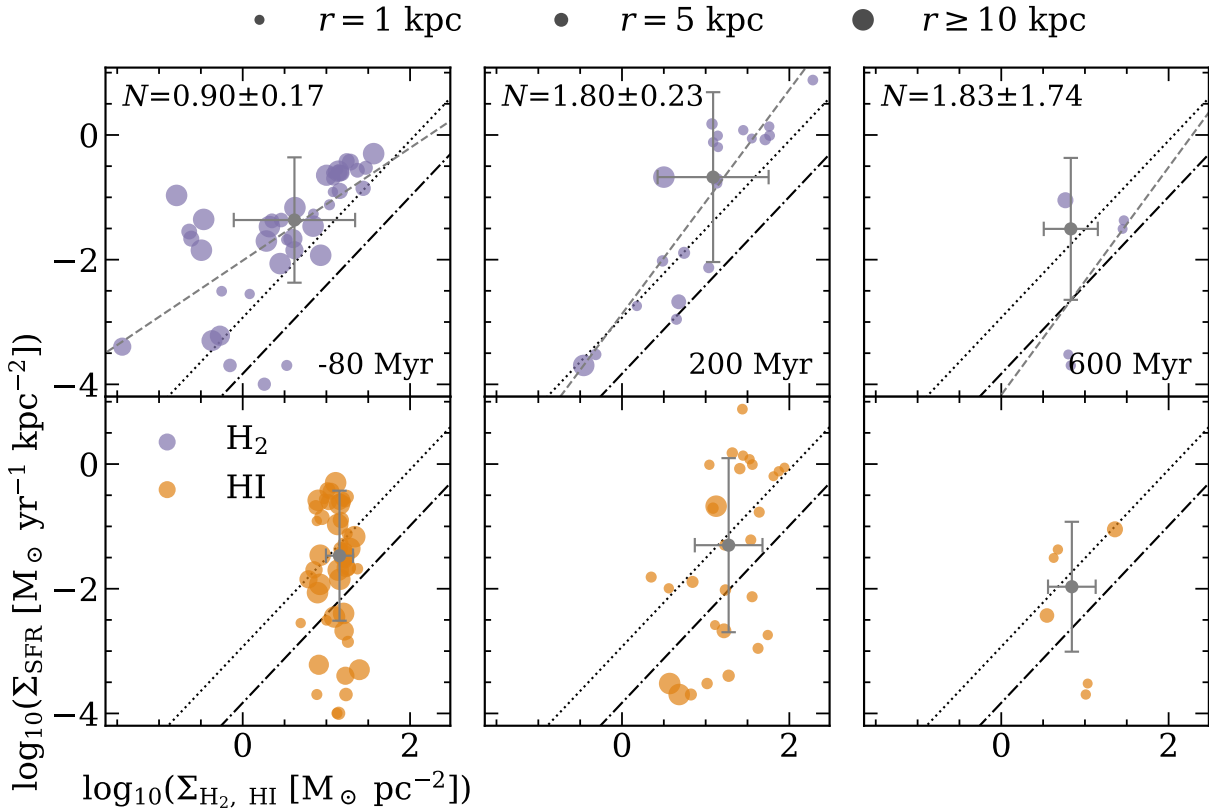 r = 1 kpc r = 5 kpc r ≥ 10 kpc
N=0.90±0.17 N=1.80±0.23 N=1.83±1.74
0
−2
−4
-80 Myr 200 Myr 600 Myr
H₂
HI
0
−2
−4
0 2 0 2 0 2
log₁₀(Σ_SFR [M⊙ yr⁻¹ kpc⁻²])
log₁₀(Σ_H₂, HI [M⊙ pc⁻²])